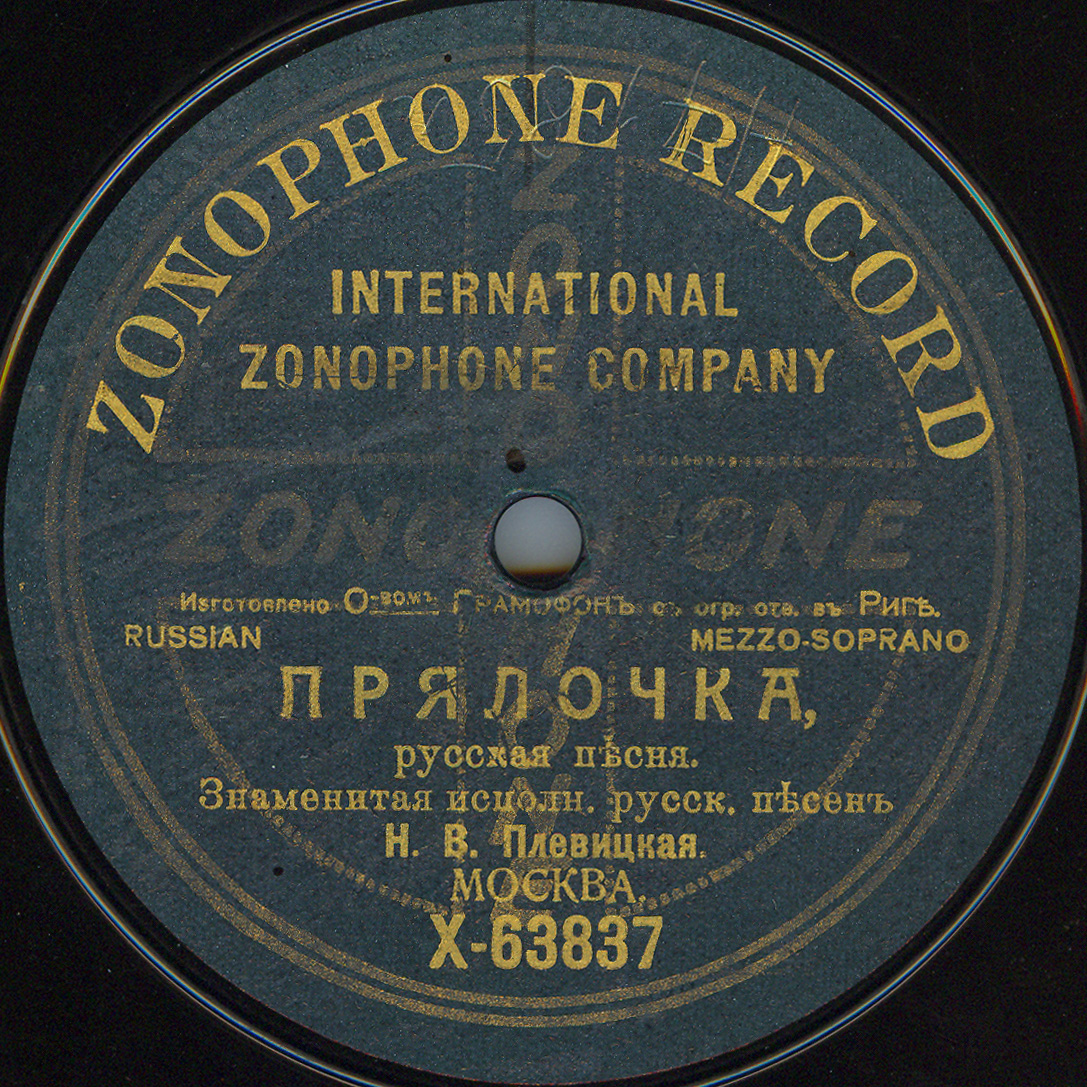 ZONOPHONE RECORD
INTERNATIONAL
ZONOPHONE COMPANY
ZONOPHONE
Изготовлено О-вомъ ГРАМОФОНЪ съ огр. отв. въ Ригѣ.
RUSSIAN MEZZO-SOPRANO
ПРЯЛОЧКА,
русская пѣсня.
Знаменитая исполн. русск. пѣсенъ
Н. В. Плевицкая.
МОСКВА.
X-63837